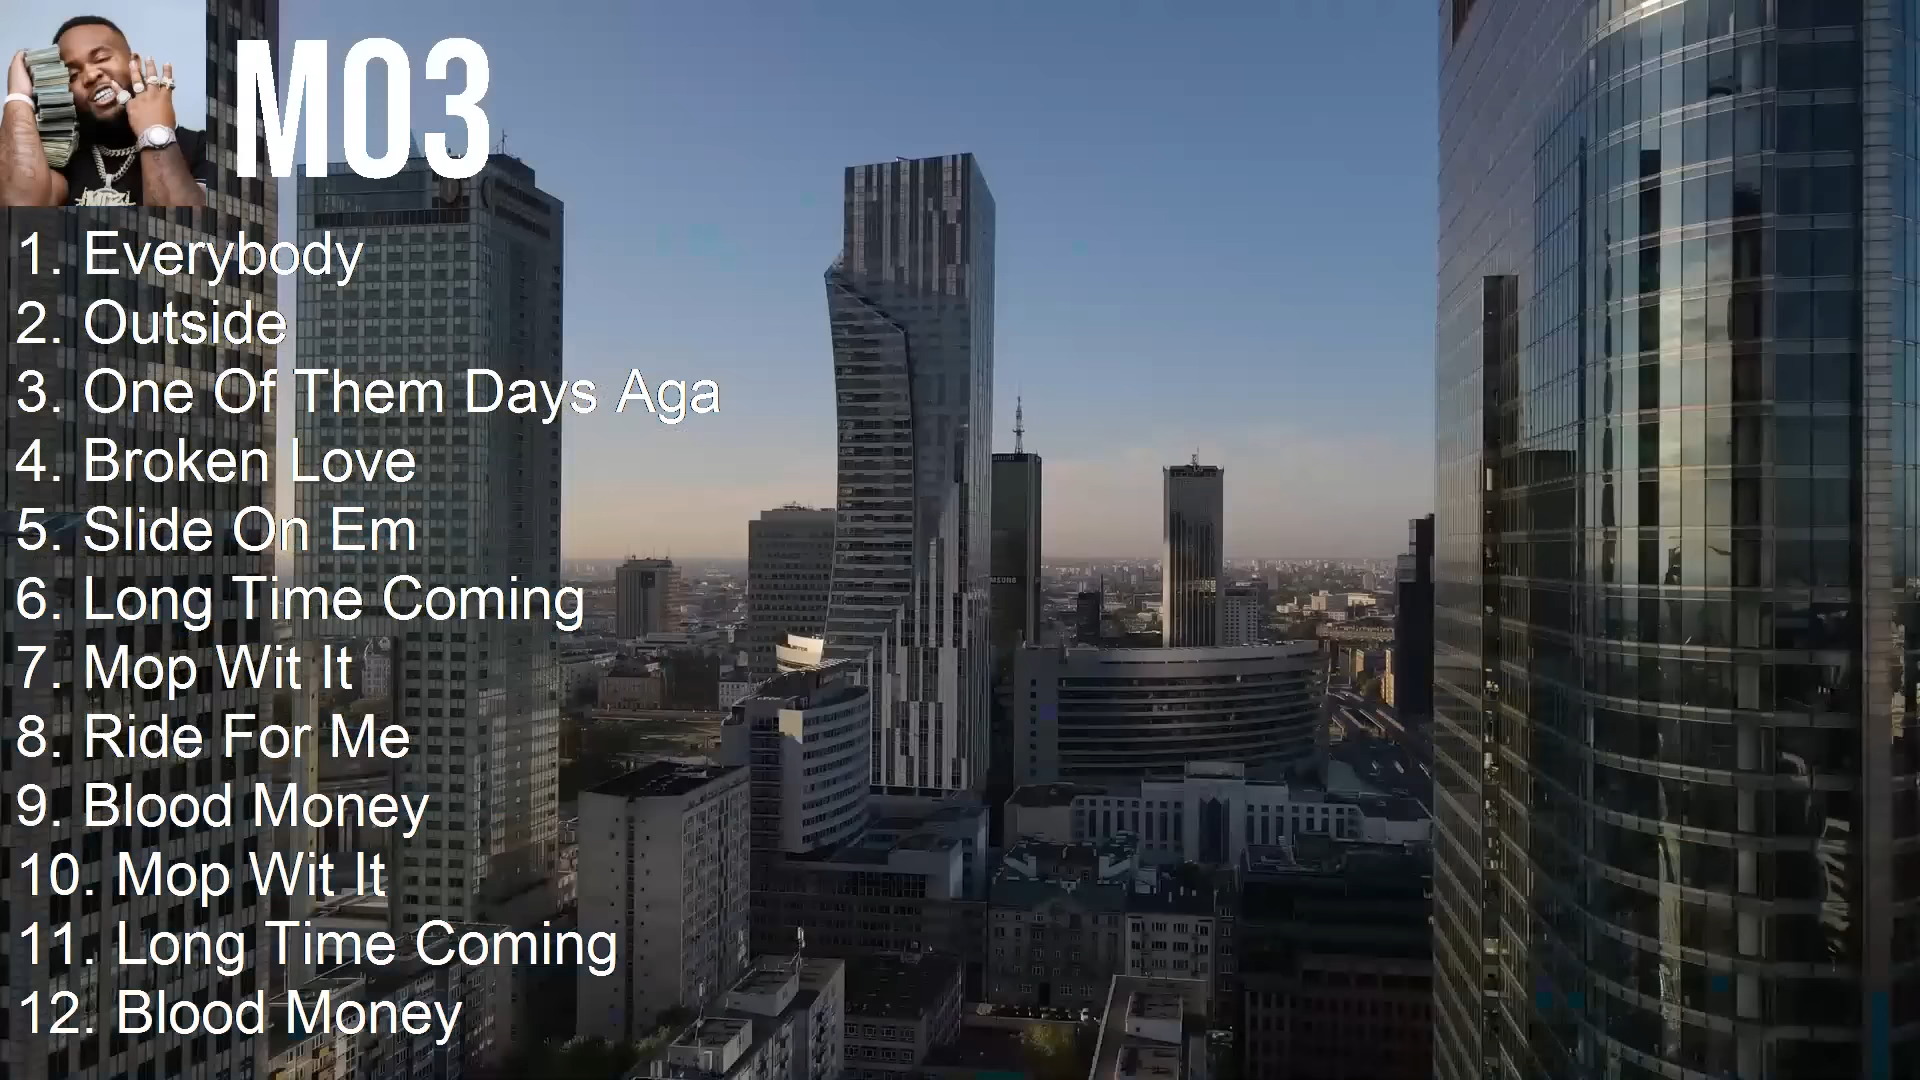 MO3
1. Everybody
2. Outside
3. One Of Them Days Aga
4. Broken Love
5. Slide On Em
6. Long Time Coming
7. Mop Wit It
8. Ride For Me
9. Blood Money
10. Mop Wit It
11. Long Time Coming
12. Blood Money